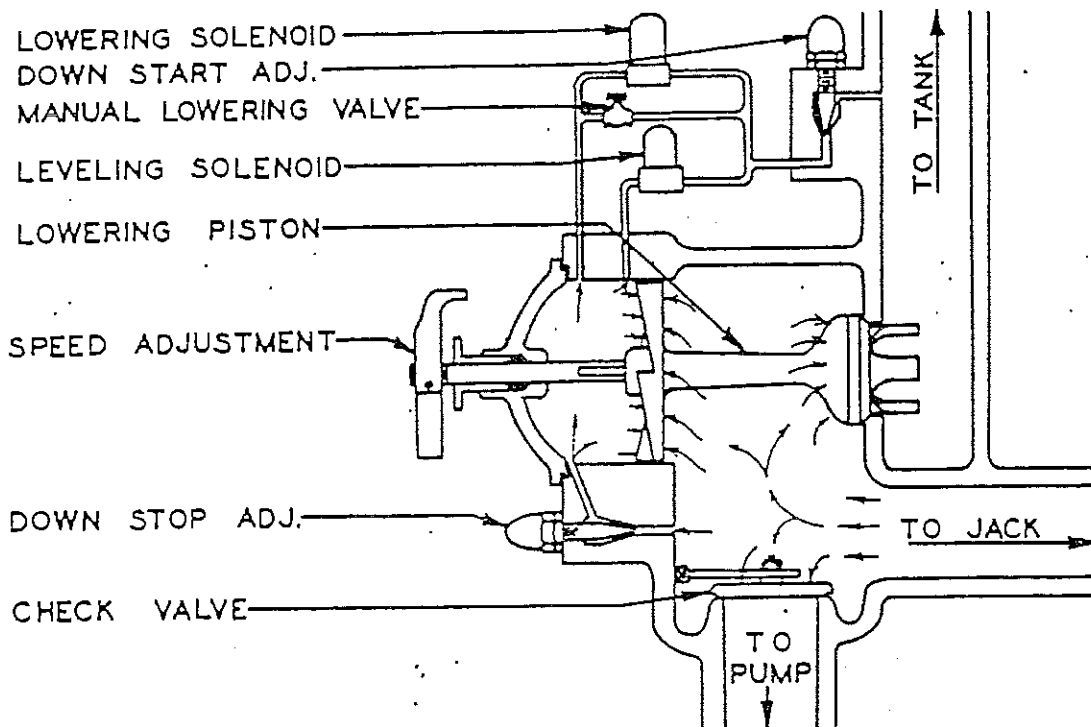 LOWERING SOLENOID
DOWN START ADJ.
MANUAL LOWERING VALVE
LEVELING SOLENOID
LOWERING PISTON
SPEED ADJUSTMENT
DOWN STOP ADJ.
CHECK VALVE
TO TANK
TO JACK
TO
PUMP